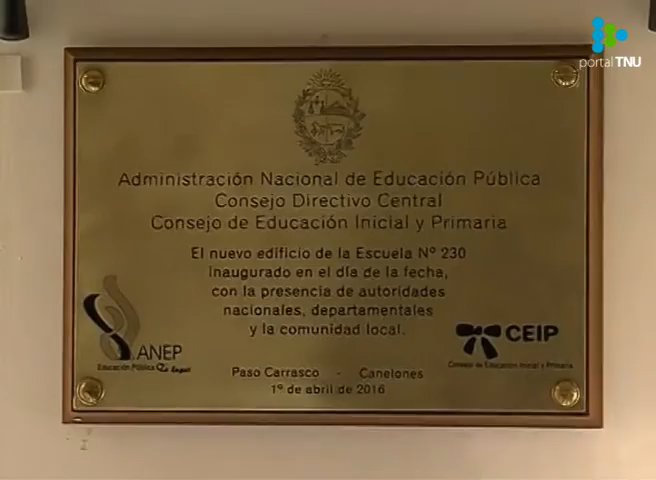 portal TNU
Administración Nacional de Educación Pública
Consejo Directivo Central
Consejo de Educación Inicial y Primaria
El nuevo edificio de la Escuela Nº 230
inaugurado en el día de la fecha,
con la presencia de autoridades
nacionales, departamentales
y la comunidad local.
ANEP
Educación Pública
CEIP
Consejo de Educación Inicial y Primaria
Paso Carrasco - Canelones
1º de abril de 2016